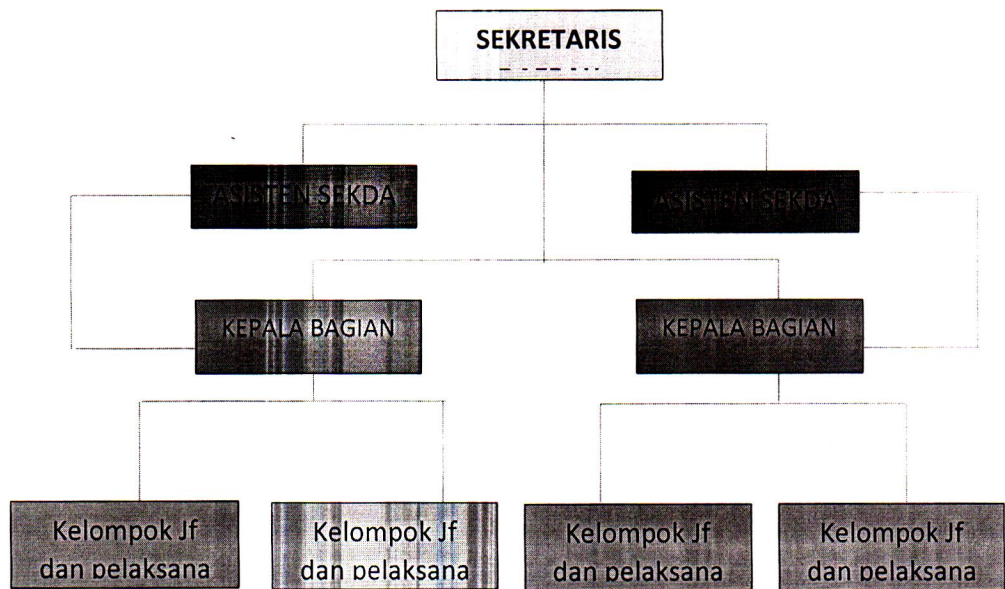 SEKRETARIS
ASISTEN SEKDA
ASISTEN SEKDA
KEPALA BAGIAN
KEPALA BAGIAN
Kelompok Jf
dan pelaksana
Kelompok Jf
dan pelaksana
Kelompok Jf
dan pelaksana
Kelompok Jf
dan pelaksana